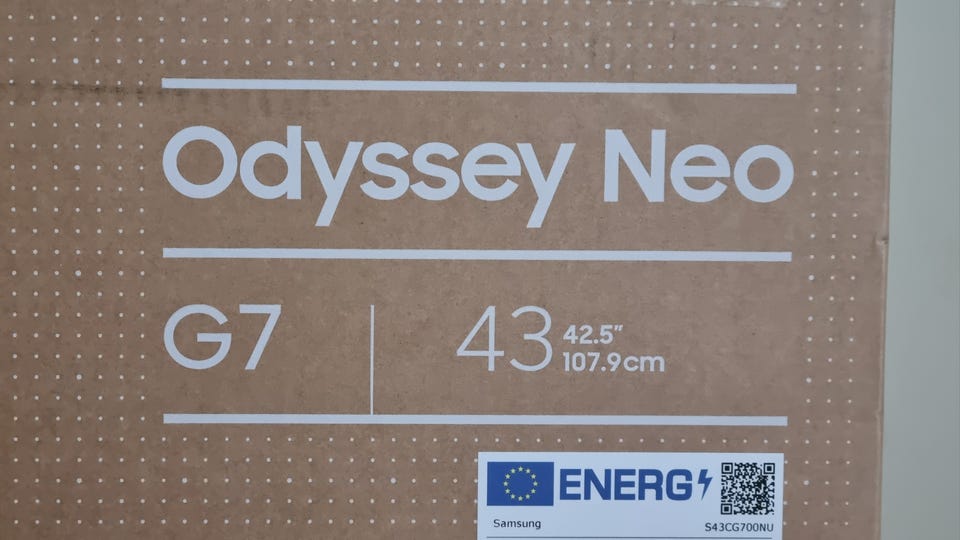 Odyssey Neo
G7
43 42.5"
107.9cm
ENERG
Samsung S43CG700NU